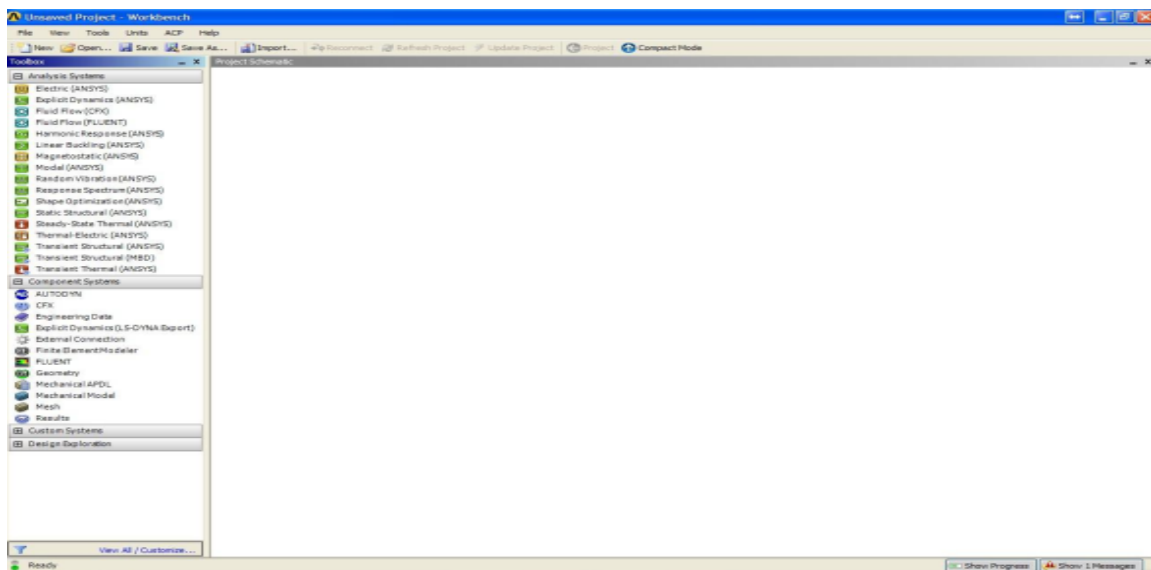 Unsaved Project - Workbench
File View Tools Units ACP Help
New Open... Save Save As... Import... Reconnect Refresh Project Update Project Project Compact Mode
Toolbox
Project Schematic
Analysis Systems
Electric (ANSYS)
Explicit Dynamics (ANSYS)
Fluid Flow (CFX)
Fluid Flow (FLUENT)
Harmonic Response (ANSYS)
Linear Buckling (ANSYS)
Magnetostatic (ANSYS)
Modal (ANSYS)
Random Vibration (ANSYS)
Response Spectrum (ANSYS)
Shape Optimization (ANSYS)
Static Structural (ANSYS)
Steady-State Thermal (ANSYS)
Thermal-Electric (ANSYS)
Transient Structural (ANSYS)
Transient Structural (MBD)
Transient Thermal (ANSYS)
Component Systems
AUTODYN
CFX
Engineering Data
Explicit Dynamics (LS-DYNA Export)
External Connection
Finite Element Modeler
FLUENT
Geometry
Mechanical APDL
Mechanical Model
Mesh
Results
Custom Systems
Design Exploration
View All / Customize...
Ready
Show Progress
Show 1 Messages